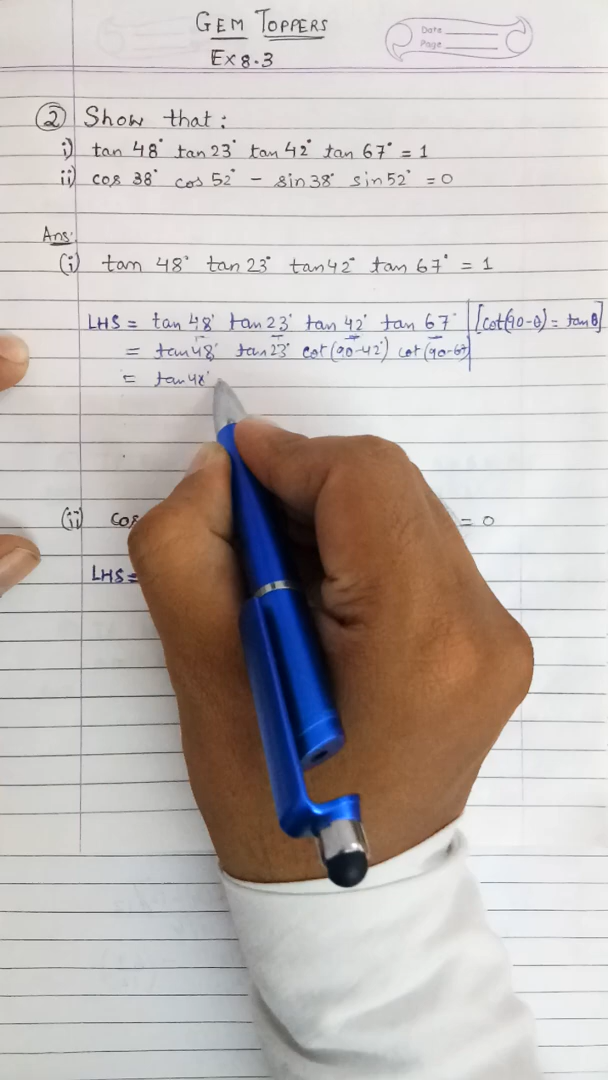 GEM TOPPERS
Date
Page
Ex 8.3
② Show that :
i) tan 48° tan 23° tan 42° tan 67° = 1
ii) cos 38° cos 52° - sin 38° sin 52° = 0
Ans:
(i) tan 48° tan 23° tan 42° tan 67° = 1
LHS = tan 48° tan 23° tan 42° tan 67° [cot(90-θ) = tanθ]
= tan 48° tan 23° cot (90-42°) cot (90-67)
= tan 48°
(ii) cos = 0
LHS =